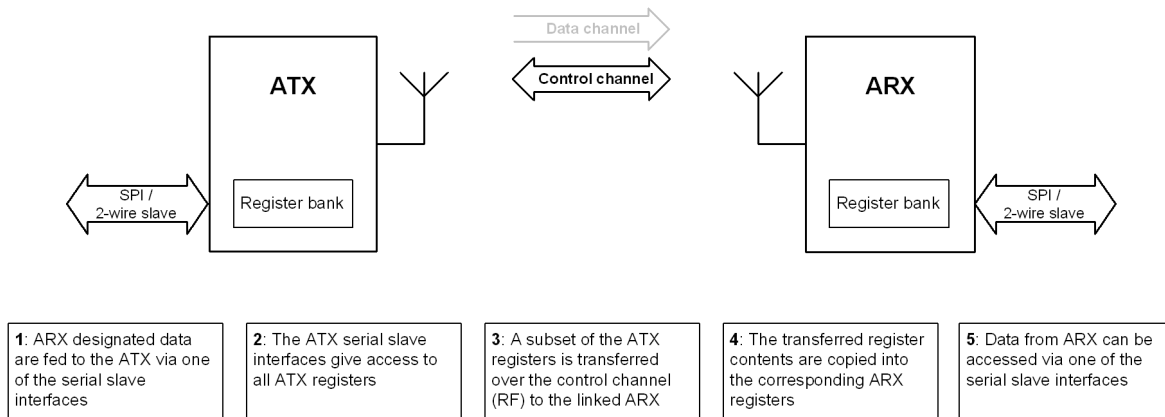 Data channel
Control channel
ATX
ARX
SPI /
2-wire slave
Register bank
Register bank
SPI /
2-wire slave
1: ARX designated data
are fed to the ATX via one
of the serial slave
interfaces
2: The ATX serial slave
interfaces give access to
all ATX registers
3: A subset of the ATX
registers is transferred
over the control channel
(RF) to the linked ARX
4: The transferred register
contents are copied into
the corresponding ARX
registers
5: Data from ARX can be
accessed via one of the
serial slave interfaces